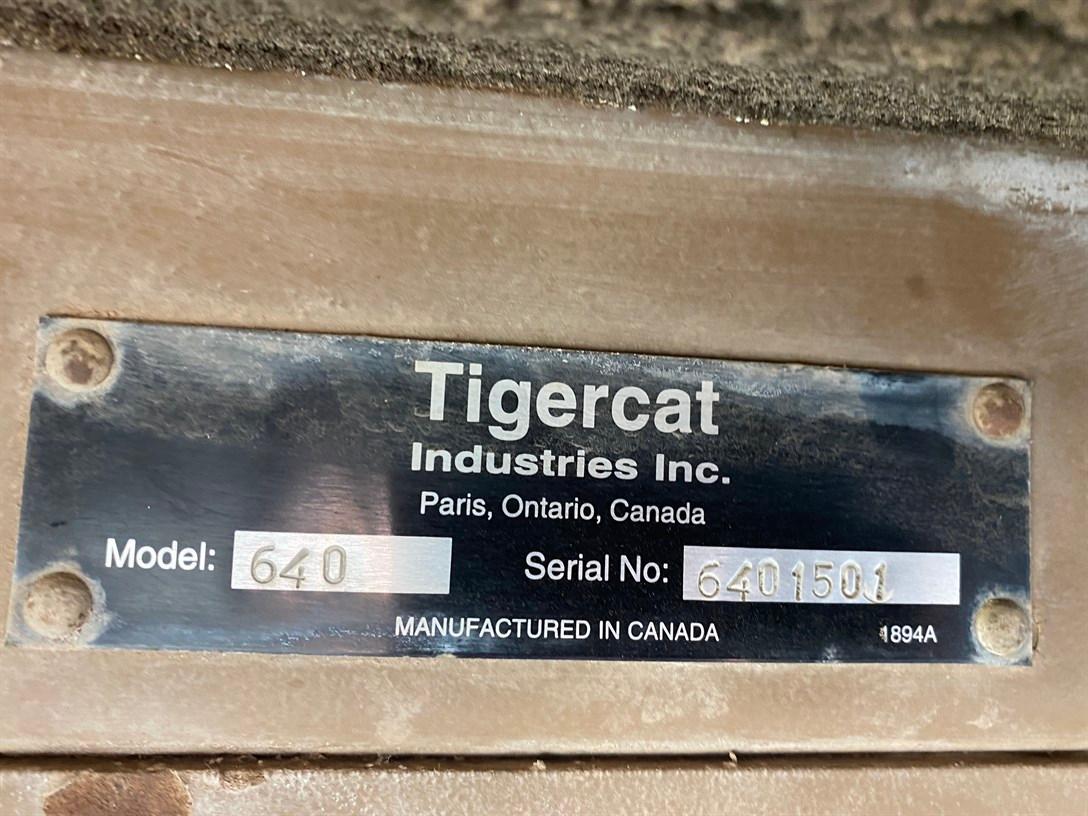 Tigercat
Industries Inc.
Paris, Ontario, Canada
Model: 640 Serial No: 6401501
MANUFACTURED IN CANADA 1894A